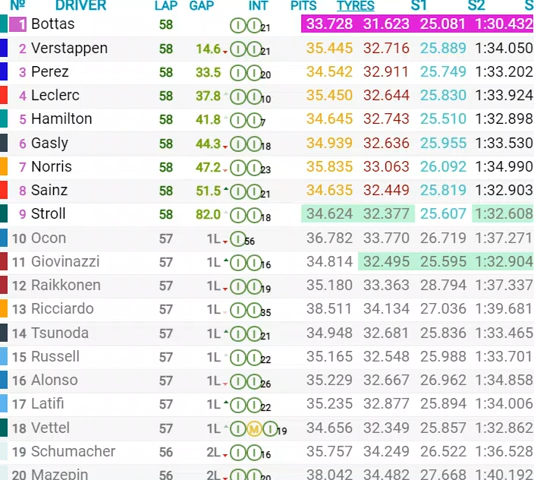 № DRIVER LAP GAP INT PITS TYRES S1 S2 S
1 Bottas 58 I I 21 33.728 31.623 25.081 1:30.432
2 Verstappen 58 14.6 I I 21 35.445 32.716 25.889 1:34.050
3 Perez 58 33.5 I I 20 34.542 32.911 25.749 1:33.202
4 Leclerc 58 37.8 I I 10 35.450 32.644 25.830 1:33.924
5 Hamilton 58 41.8 I I 7 34.645 32.743 25.510 1:32.898
6 Gasly 58 44.3 I I 18 34.939 32.636 25.955 1:33.530
7 Norris 58 47.2 I I 23 35.835 33.063 26.092 1:34.990
8 Sainz 58 51.5 I I 21 34.635 32.449 25.819 1:32.903
9 Stroll 58 82.0 I I 18 34.624 32.377 25.607 1:32.608
10 Ocon 57 1L I 56 36.782 33.770 26.719 1:37.271
11 Giovinazzi 57 1L I I 16 34.814 32.495 25.595 1:32.904
12 Raikkonen 57 1L I I 19 35.180 33.363 28.794 1:37.337
13 Ricciardo 57 1L I I 35 38.511 34.134 27.036 1:39.681
14 Tsunoda 57 1L I I 21 34.948 32.681 25.836 1:33.465
15 Russell 57 1L I I 22 35.165 32.548 25.988 1:33.701
16 Alonso 57 1L I I 26 35.229 32.667 26.962 1:34.858
17 Latifi 57 1L I I 22 35.235 32.877 25.894 1:34.006
18 Vettel 57 1L I M I 19 34.656 32.349 25.857 1:32.862
19 Schumacher 56 2L I I 16 35.757 34.249 26.522 1:36.528
20 Mazepin 56 2L I I 20 38.042 34.482 27.668 1:40.192